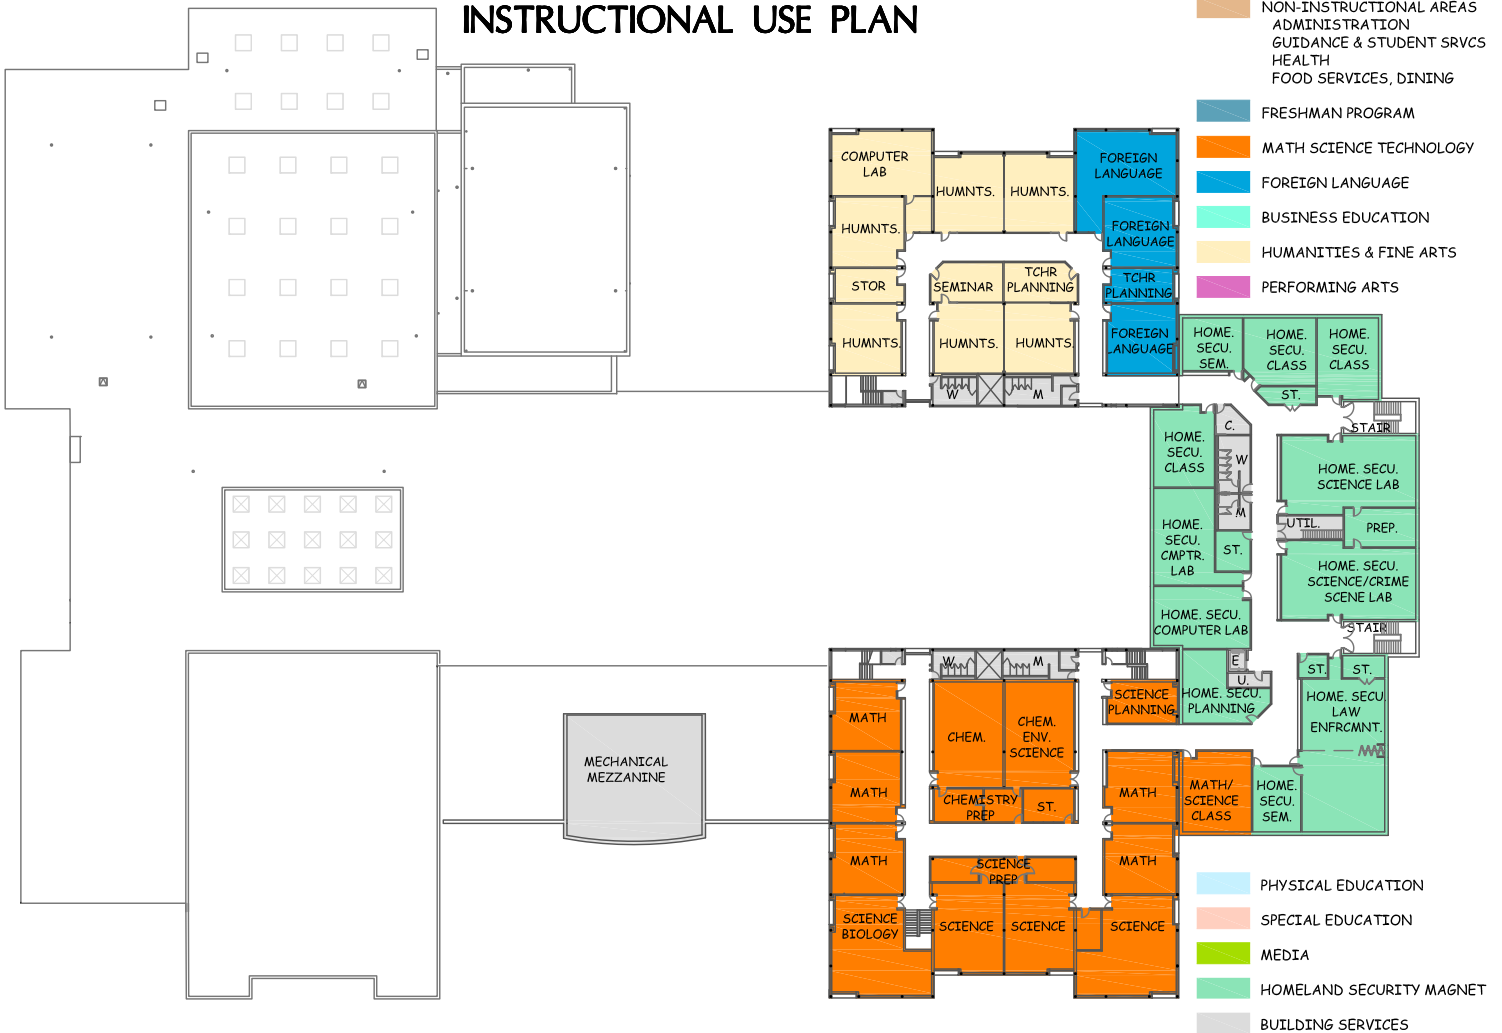 INSTRUCTIONAL USE PLAN
NON-INSTRUCTIONAL AREAS
ADMINISTRATION
GUIDANCE & STUDENT SRVCS
HEALTH
FOOD SERVICES, DINING
FRESHMAN PROGRAM
MATH SCIENCE TECHNOLOGY
FOREIGN LANGUAGE
BUSINESS EDUCATION
HUMANITIES & FINE ARTS
PERFORMING ARTS
COMPUTER
LAB
HUMNTS.
HUMNTS.
FOREIGN
LANGUAGE
HUMNTS.
FOREIGN
LANGUAGE
STOR
SEMINAR
TCHR
PLANNING
TCHR
PLANNING
HUMNTS.
HUMNTS.
HUMNTS.
FOREIGN
LANGUAGE
W
M
HOME.
SECU.
SEM.
HOME.
SECU.
CLASS
HOME.
SECU.
CLASS
ST.
STAIR
C.
HOME.
SECU.
CLASS
W
M
HOME. SECU.
SCIENCE LAB
UTIL.
PREP.
HOME.
SECU.
CMPTR.
LAB
ST.
HOME. SECU.
SCIENCE/CRIME
SCENE LAB
HOME. SECU.
COMPUTER LAB
STAIR
E
U.
ST.
ST.
HOME. SECU.
PLANNING
HOME. SECU.
LAW
ENFRCMNT.
W
M
MATH
CHEM.
CHEM.
ENV.
SCIENCE
SCIENCE
PLANNING
MECHANICAL
MEZZANINE
MATH
CHEMISTRY
PREP
ST.
MATH
MATH/
SCIENCE
CLASS
HOME.
SECU.
SEM.
MATH
SCIENCE
PREP
MATH
SCIENCE
BIOLOGY
SCIENCE
SCIENCE
SCIENCE
PHYSICAL EDUCATION
SPECIAL EDUCATION
MEDIA
HOMELAND SECURITY MAGNET
BUILDING SERVICES